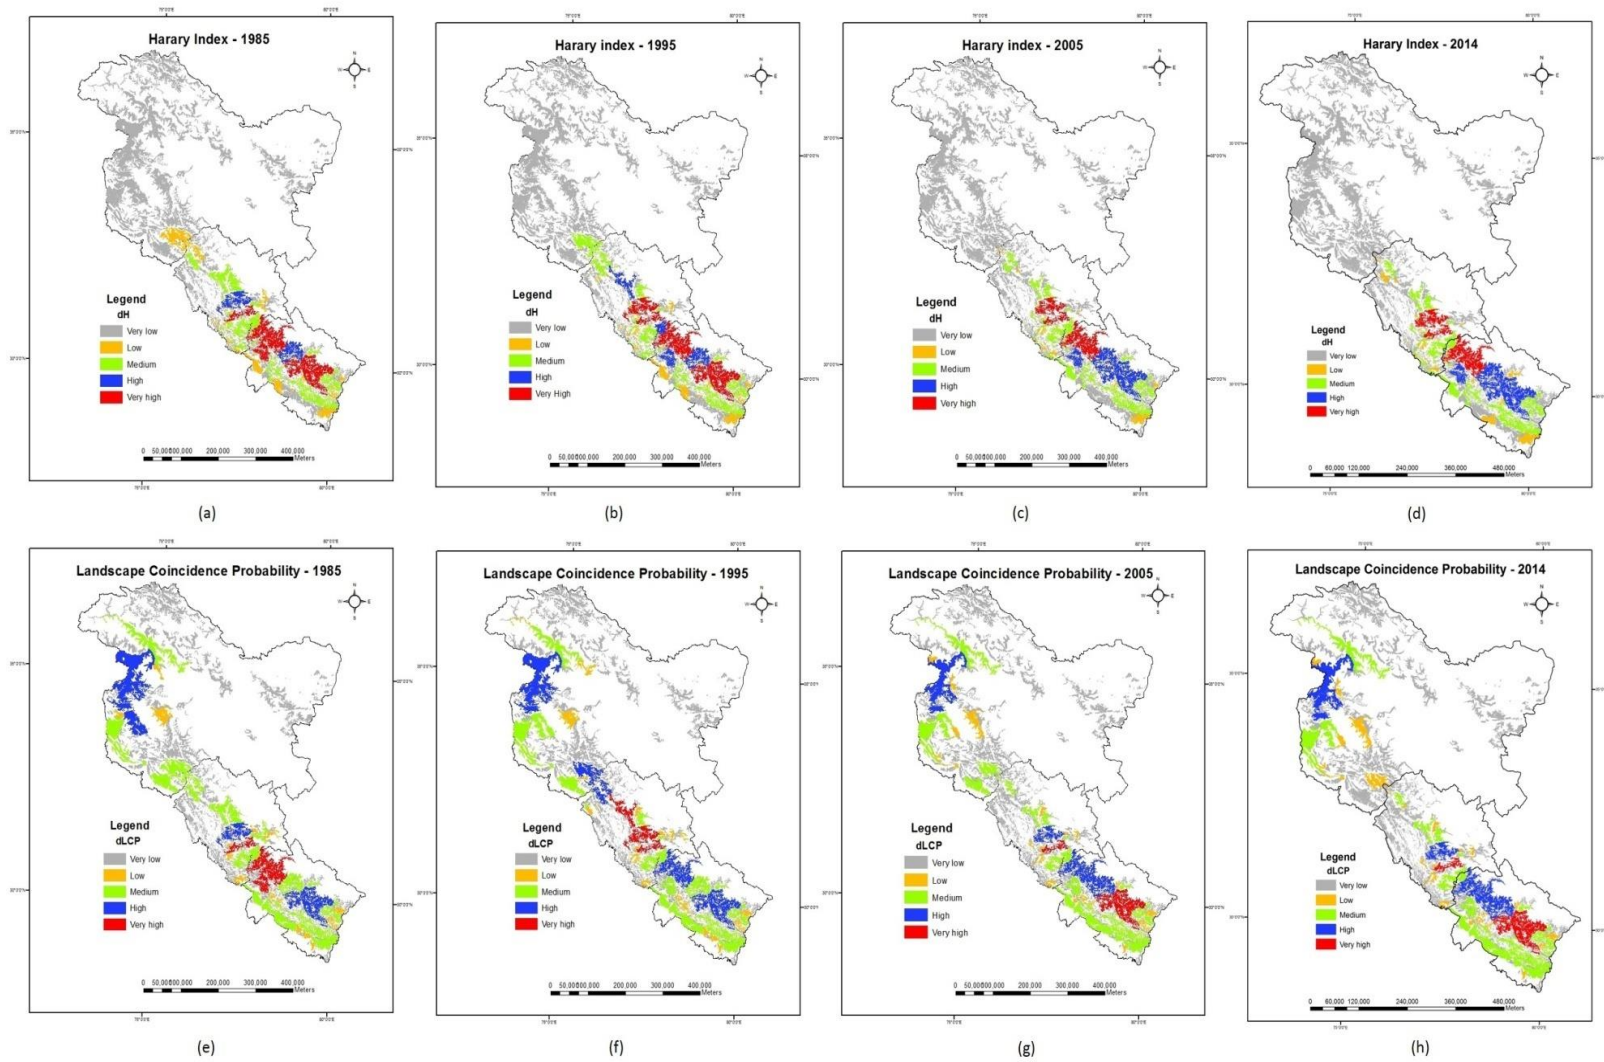 Harary Index - 1985
N
W
E
S
Legend
dH
Very low
Low
Medium
High
Very high
0 50,000100,000 200,000 300,000 400,000
Meters
(a)
Harary index - 1995
N
W
E
S
Legend
dH
Very low
Low
Medium
High
Very High
0 50,000100,000 200,000 300,000 400,000
Meters
(b)
Harary index - 2005
N
W
E
S
Legend
dH
Very low
Low
Medium
High
Very high
0 50,000100,000 200,000 300,000 400,000
Meters
(c)
Harary Index - 2014
N
W
E
S
Legend
dH
Very low
Low
Medium
High
Very high
0 60,000 120,000 240,000 360,000 480,000
Meters
(d)
Landscape Coincidence Probability - 1985
N
W
E
S
Legend
dLCP
Very low
Low
Medium
High
Very high
0 50,000100,000 200,000 300,000 400,000
Meters
(e)
Landscape Coincidence Probability - 1995
N
W
E
S
Legend
dLCP
Very low
Low
Medium
High
Very high
0 50,000100,000 200,000 300,000 400,000
Meters
(f)
Landscape Coincidence Probability - 2005
N
W
E
S
Legend
dLCP
Very low
Low
Medium
High
Very high
0 50,000100,000 200,000 300,000 400,000
Meters
(g)
Landscape Coincidence Probability - 2014
N
W
E
S
Legend
dLCP
Very low
Low
Medium
High
Very high
0 60,000 120,000 240,000 360,000 480,000
Meters
(h)